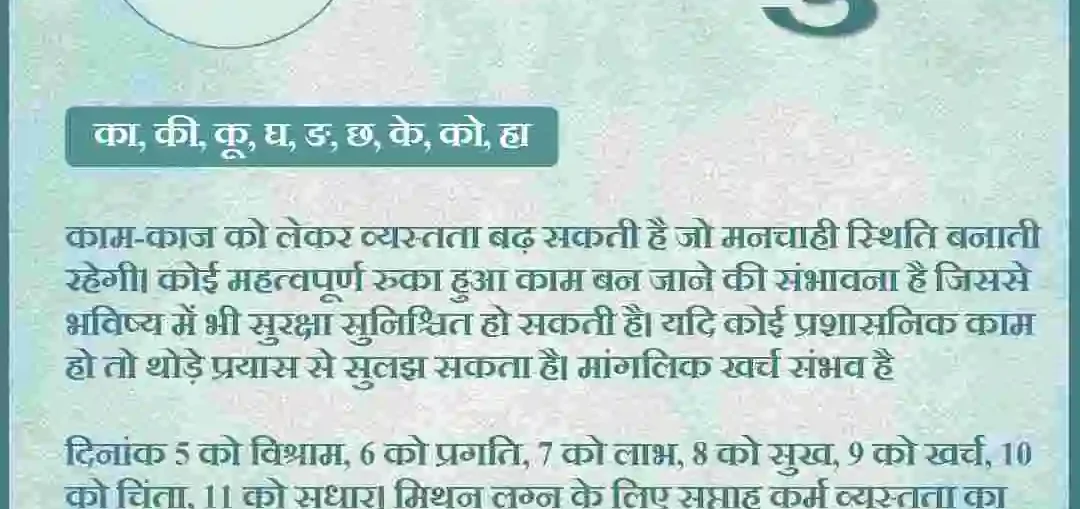 का, की, कू, घ, ङ, छ, के, को, हा
काम-काज को लेकर व्यस्तता बढ़ सकती है जो मनचाही स्थिति बनाती
रहेगी। कोई महत्वपूर्ण रुका हुआ काम बन जाने की संभावना है जिससे
भविष्य में भी सुरक्षा सुनिश्चित हो सकती है। यदि कोई प्रशासनिक काम
हो तो थोड़े प्रयास से सुलझ सकता है। मांगलिक खर्च संभव है
दिनांक 5 को विश्राम, 6 को प्रगति, 7 को लाभ, 8 को सुख, 9 को खर्च, 10
को चिंता, 11 को सुधार। मिथुन लग्न के लिए सप्ताह कर्म व्यस्तता का